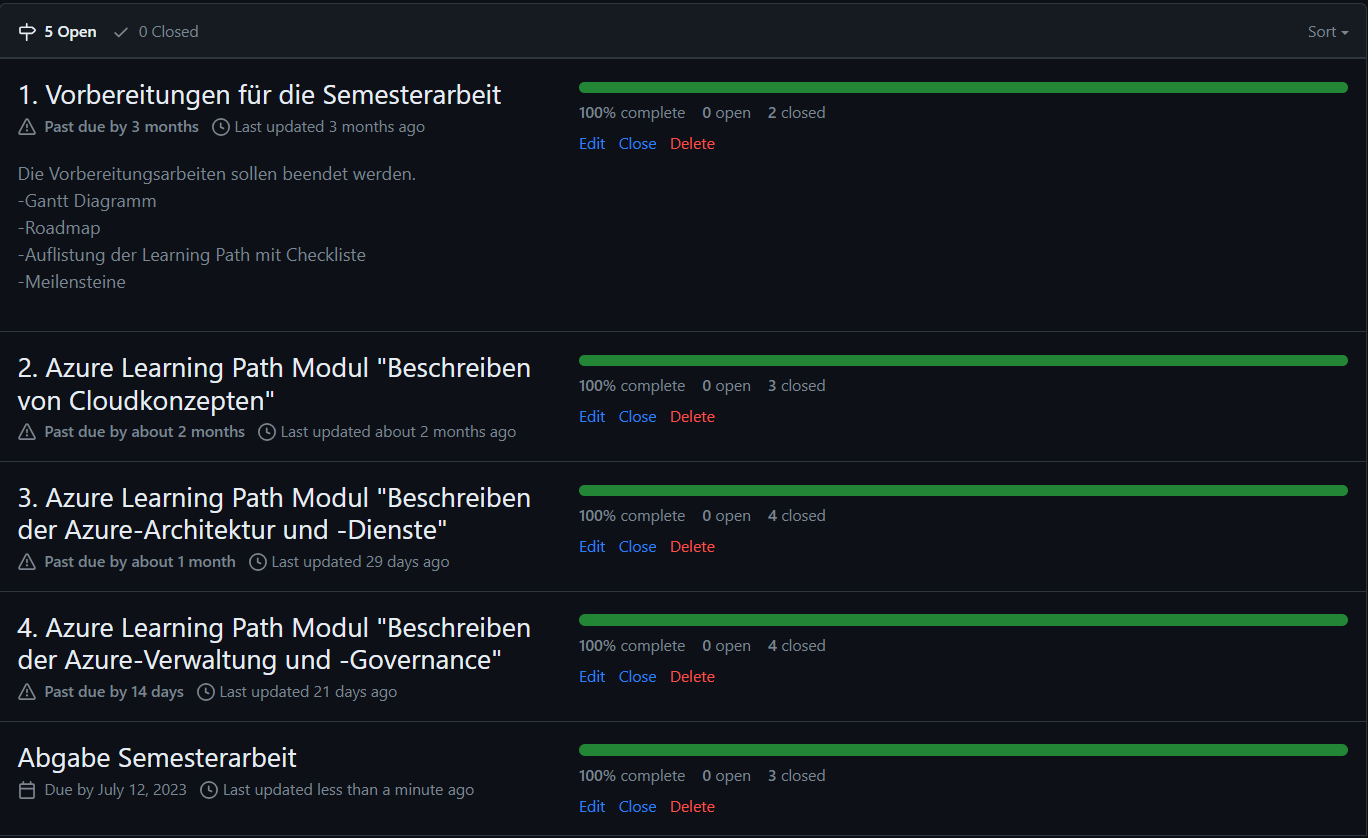 5 Open 0 Closed Sort
1. Vorbereitungen für die Semesterarbeit
Past due by 3 months Last updated 3 months ago
100% complete 0 open 2 closed
Edit Close Delete
Die Vorbereitungsarbeiten sollen beendet werden.
-Gantt Diagramm
-Roadmap
-Auflistung der Learning Path mit Checkliste
-Meilensteine
2. Azure Learning Path Modul "Beschreiben
von Cloudkonzepten"
Past due by about 2 months Last updated about 2 months ago
100% complete 0 open 3 closed
Edit Close Delete
3. Azure Learning Path Modul "Beschreiben
der Azure-Architektur und -Dienste"
Past due by about 1 month Last updated 29 days ago
100% complete 0 open 4 closed
Edit Close Delete
4. Azure Learning Path Modul "Beschreiben
der Azure-Verwaltung und -Governance"
Past due by 14 days Last updated 21 days ago
100% complete 0 open 4 closed
Edit Close Delete
Abgabe Semesterarbeit
Due by July 12, 2023 Last updated less than a minute ago
100% complete 0 open 3 closed
Edit Close Delete